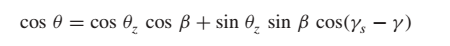 cos θ = cos θ_z cos β + sin θ_z sin β cos(γ_s − γ)